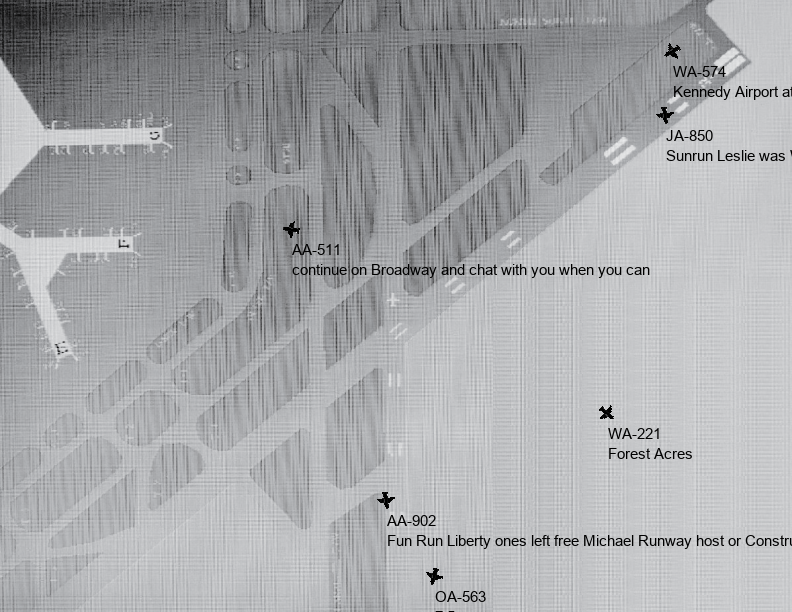 WA-574
Kennedy Airport at
JA-850
Sunrun Leslie was
AA-511
continue on Broadway and chat with you when you can
WA-221
Forest Acres
AA-902
Fun Run Liberty ones left free Michael Runway host or
OA-563